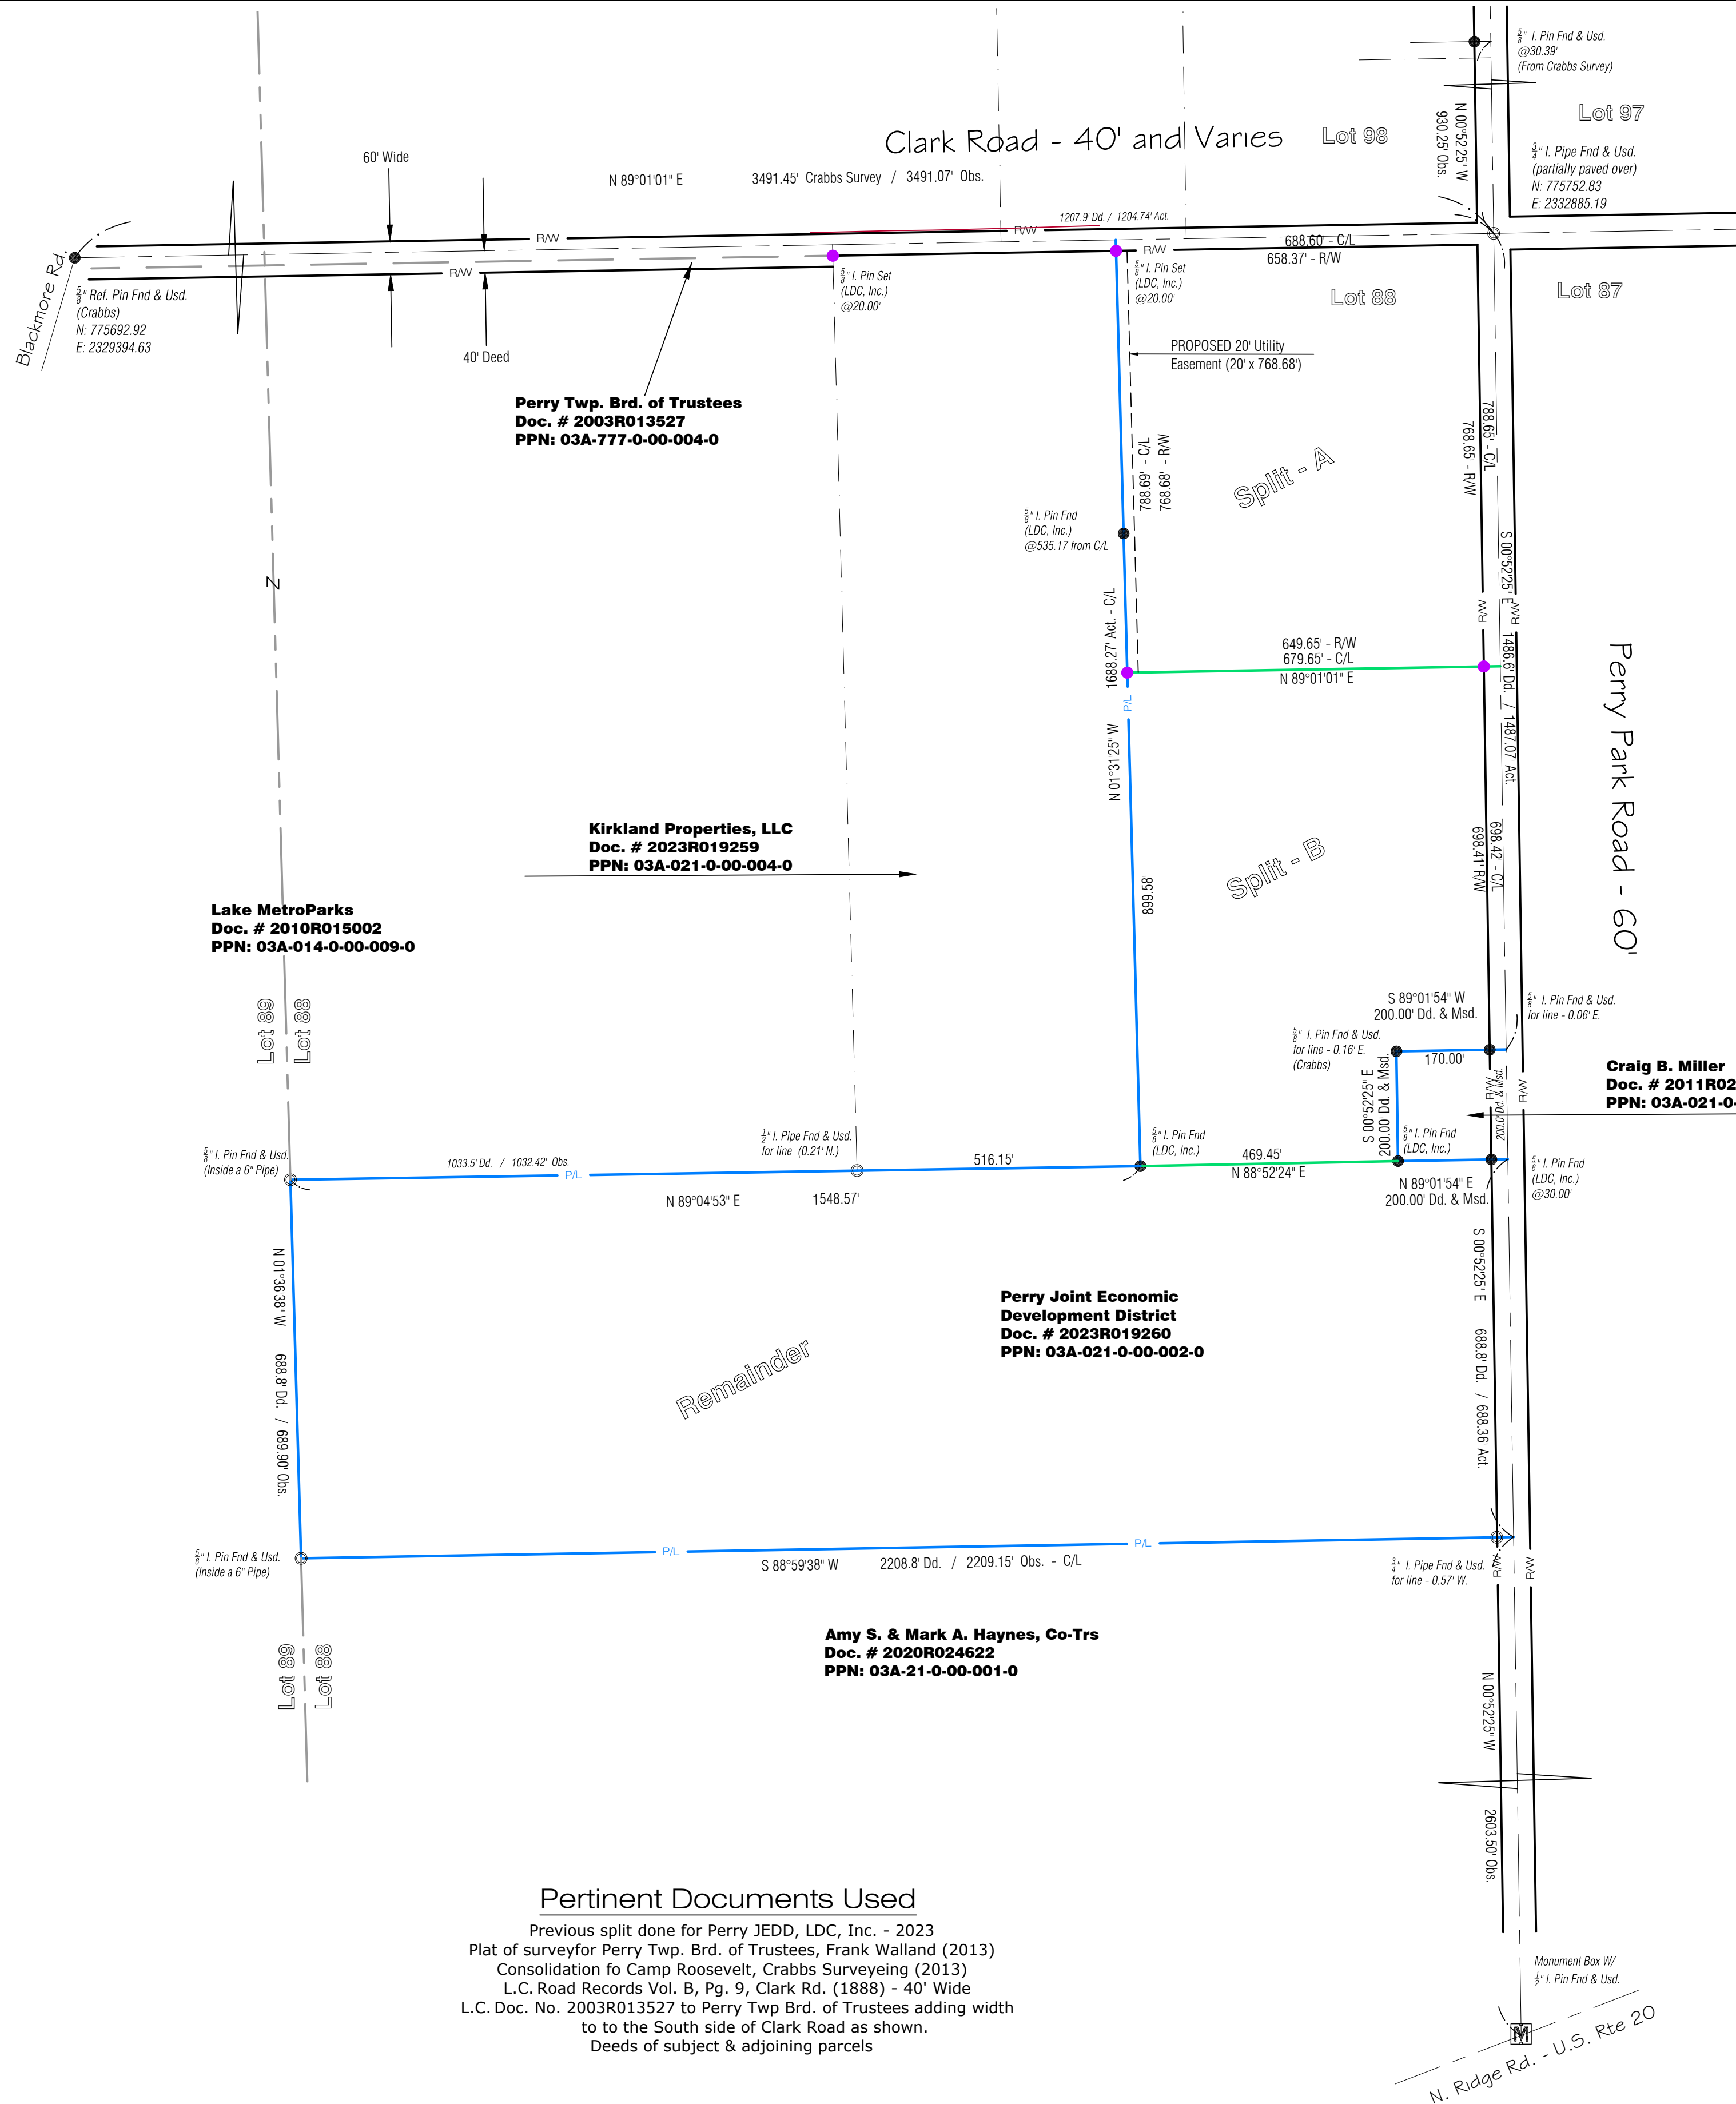 5/8" I. Pin Fnd & Usd.
@30.39'
(From Crabbs Survey)
N 00°52'25" W
930.25' Obs.
Lot 97
Lot 98
Clark Road - 40' and Varies
3/4" I. Pipe Fnd & Usd.
(partially paved over)
N: 775752.83
E: 2332885.19
60' Wide
N 89°01'01" E
3491.45' Crabbs Survey / 3491.07' Obs.
1207.9' Dd. / 1204.74' Act.
R/W
R/W
R/W
R/W
688.60' - C/L
658.37' - R/W
Blackmore Rd.
5/8" Ref. Pin Fnd & Usd.
(Crabbs)
N: 775692.92
E: 2329394.63
5/8" I. Pin Set
(LDC, Inc.)
@20.00'
5/8" I. Pin Set
(LDC, Inc.)
@20.00'
Lot 88
Lot 87
40' Deed
PROPOSED 20' Utility
Easement (20' x 768.68')
Perry Twp. Brd. of Trustees
Doc. # 2003R013527
PPN: 03A-777-0-00-004-0
788.69' - C/L
768.68' - R/W
Split - A
788.65' - C/L
768.65' - R/W
5/8" I. Pin Fnd
(LDC, Inc.)
@535.17 from C/L
N
1688.27' Act. - C/L
S 00°52'25" E
1486.6' Dd. / 1487.07' Act.
R/W
R/W
649.65' - R/W
679.65' - C/L
N 89°01'01" E
P/L
N 01°31'25" W
Perry Park Road - 60'
Kirkland Properties, LLC
Doc. # 2023R019259
PPN: 03A-021-0-00-004-0
899.58'
Split - B
698.42' - C/L
698.41' R/W
Lake MetroParks
Doc. # 2010R015002
PPN: 03A-014-0-00-009-0
Lot 89
Lot 88
S 89°01'54" W
200.00' Dd. & Msd.
5/8" I. Pin Fnd & Usd.
for line - 0.06' E.
5/8" I. Pin Fnd & Usd.
for line - 0.16' E.
(Crabbs)
170.00'
S 00°52'25" E
200.00' Dd. & Msd.
R/W
200.0' Dd. & Msd.
R/W
Craig B. Miller
Doc. # 2011R02
PPN: 03A-021-0-
5/8" I. Pin Fnd & Usd.
(Inside a 6" Pipe)
1033.5' Dd. / 1032.42' Obs.
P/L
1/2" I. Pipe Fnd & Usd.
for line (0.21' N.)
516.15'
5/8" I. Pin Fnd
(LDC, Inc.)
469.45'
N 88°52'24" E
5/8" I. Pin Fnd
(LDC, Inc.)
5/8" I. Pin Fnd
(LDC, Inc.)
@30.00'
N 89°04'53" E
1548.57'
N 89°01'54" E
200.00' Dd. & Msd.
N 01°36'38" W
688.8' Dd. / 689.90' Obs.
S 00°52'25" E
688.8' Dd. / 688.36' Act.
Perry Joint Economic
Development District
Doc. # 2023R019260
PPN: 03A-021-0-00-002-0
Remainder
5/8" I. Pin Fnd & Usd.
(Inside a 6" Pipe)
P/L
P/L
S 88°59'38" W
2208.8' Dd. / 2209.15' Obs. - C/L
3/4" I. Pipe Fnd & Usd.
for line - 0.57' W.
R/W
R/W
Amy S. & Mark A. Haynes, Co-Trs
Doc. # 2020R024622
PPN: 03A-21-0-00-001-0
Lot 89
Lot 88
N 00°52'25" W
2603.50' Obs.
Pertinent Documents Used
Previous split done for Perry JEDD, LDC, Inc. - 2023
Plat of surveyfor Perry Twp. Brd. of Trustees, Frank Walland (2013)
Consolidation fo Camp Roosevelt, Crabbs Surveyeing (2013)
L.C. Road Records Vol. B, Pg. 9, Clark Rd. (1888) - 40' Wide
L.C. Doc. No. 2003R013527 to Perry Twp Brd. of Trustees adding width
to to the South side of Clark Road as shown.
Deeds of subject & adjoining parcels
Monument Box W/
1/2" I. Pin Fnd & Usd.
M
N. Ridge Rd. - U.S. Rte 20